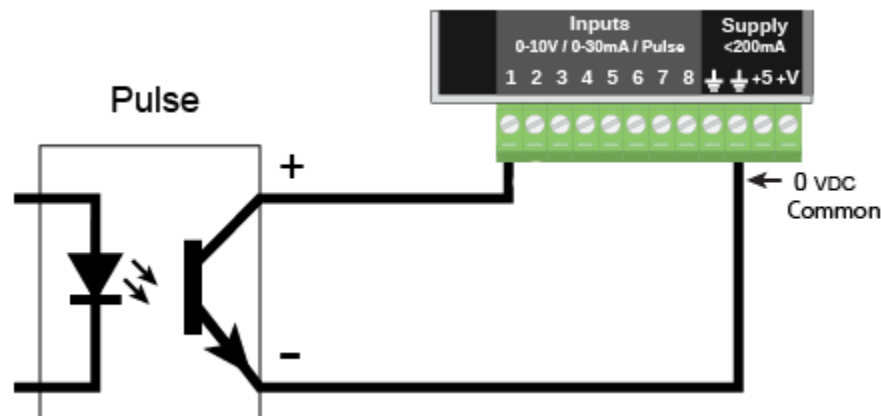 Inputs
0-10V / 0-30mA / Pulse
Supply
<200mA
1 2 3 4 5 6 7 8 +5 +V
Pulse
+
0 VDC
Common
-